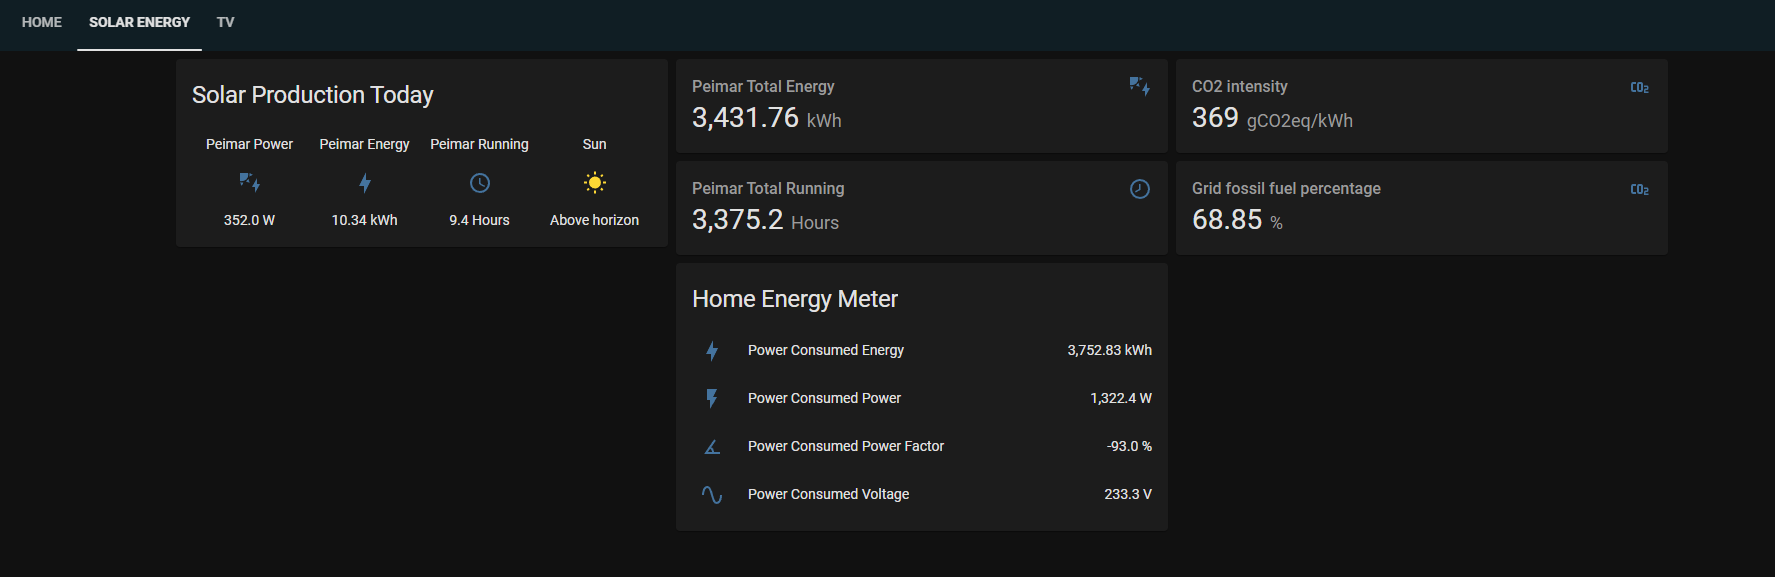 HOME SOLAR ENERGY TV
Solar Production Today
Peimar Power Peimar Energy Peimar Running Sun
352.0 W 10.34 kWh 9.4 Hours Above horizon
Peimar Total Energy
3,431.76 kWh
Peimar Total Running
3,375.2 Hours
Home Energy Meter
Power Consumed Energy 3,752.83 kWh
Power Consumed Power 1,322.4 W
Power Consumed Power Factor -93.0 %
Power Consumed Voltage 233.3 V
CO2 intensity CO2
369 gCO2eq/kWh
Grid fossil fuel percentage CO2
68.85 %